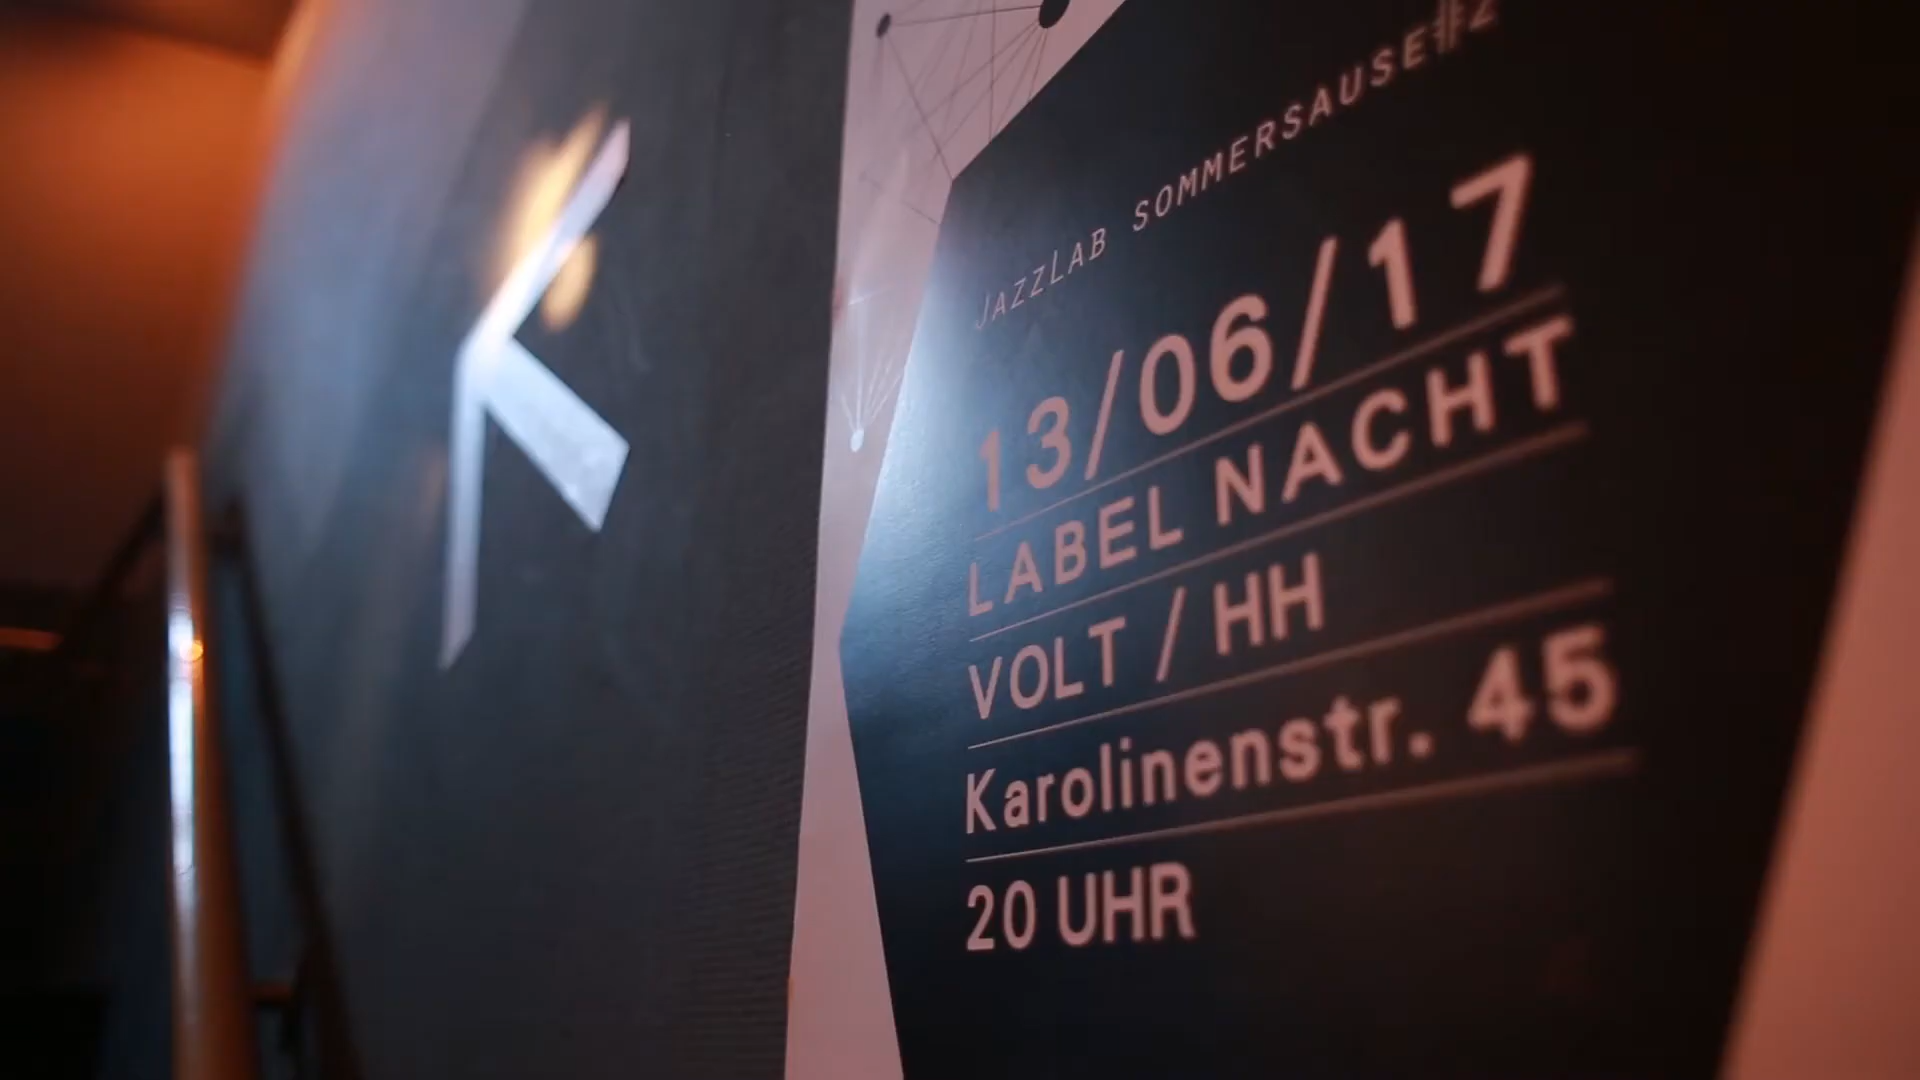 JAZZLAB SOMMERSAUSE#2
13/06/17
LABEL NACHT
VOLT / HH
Karolinenstr. 45
20 UHR